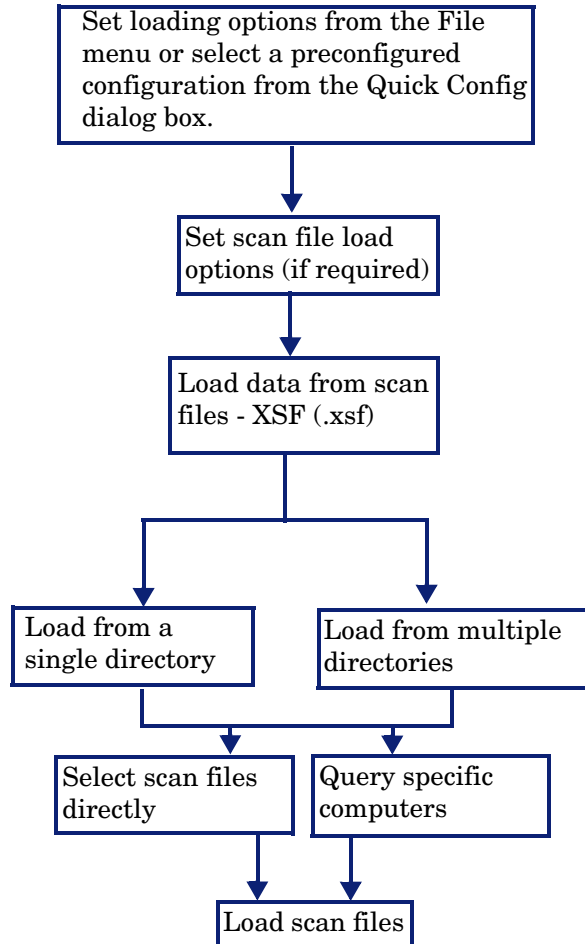 Set loading options from the File
menu or select a preconfigured
configuration from the Quick Config
dialog box.
Set scan file load
options (if required)
Load data from scan
files - XSF (.xsf)
Load from a
single directory
Load from multiple
directories
Select scan files
directly
Query specific
computers
Load scan files